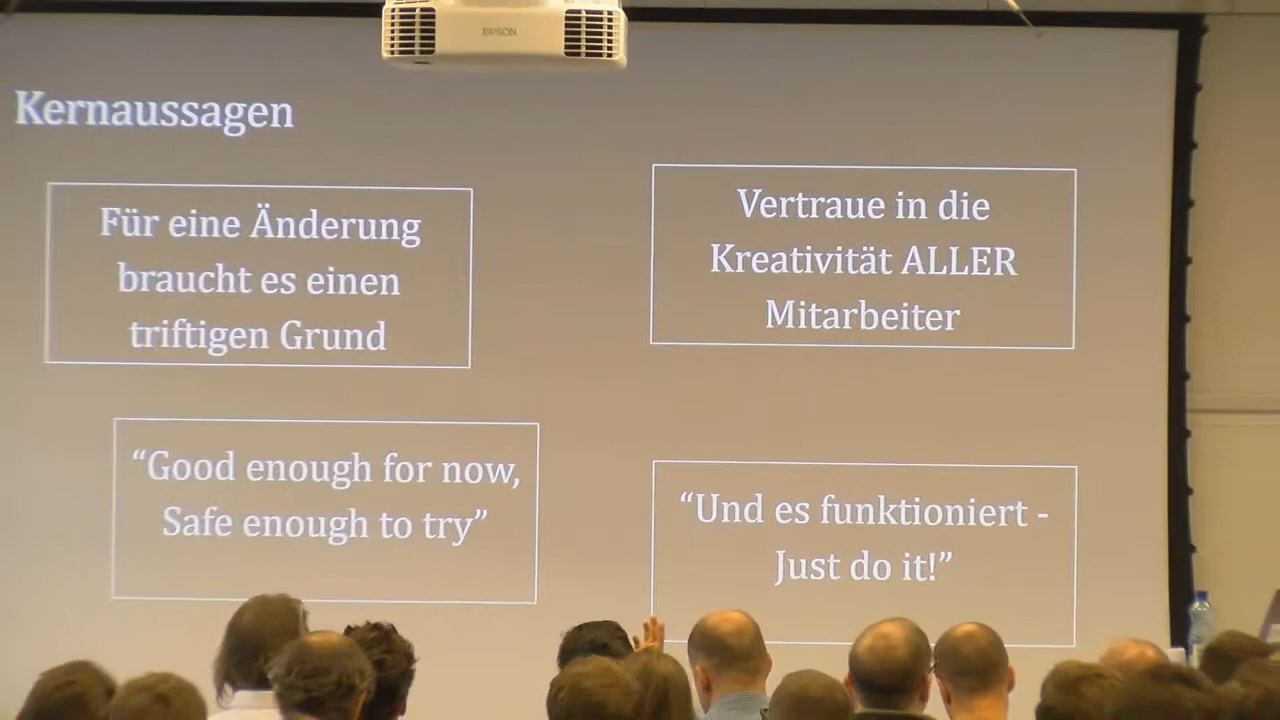 EPSON
Kernaussagen
Für eine Änderung
braucht es einen
triftigen Grund
Vertraue in die
Kreativität ALLER
Mitarbeiter
“Good enough for now,
Safe enough to try”
“Und es funktioniert -
Just do it!”